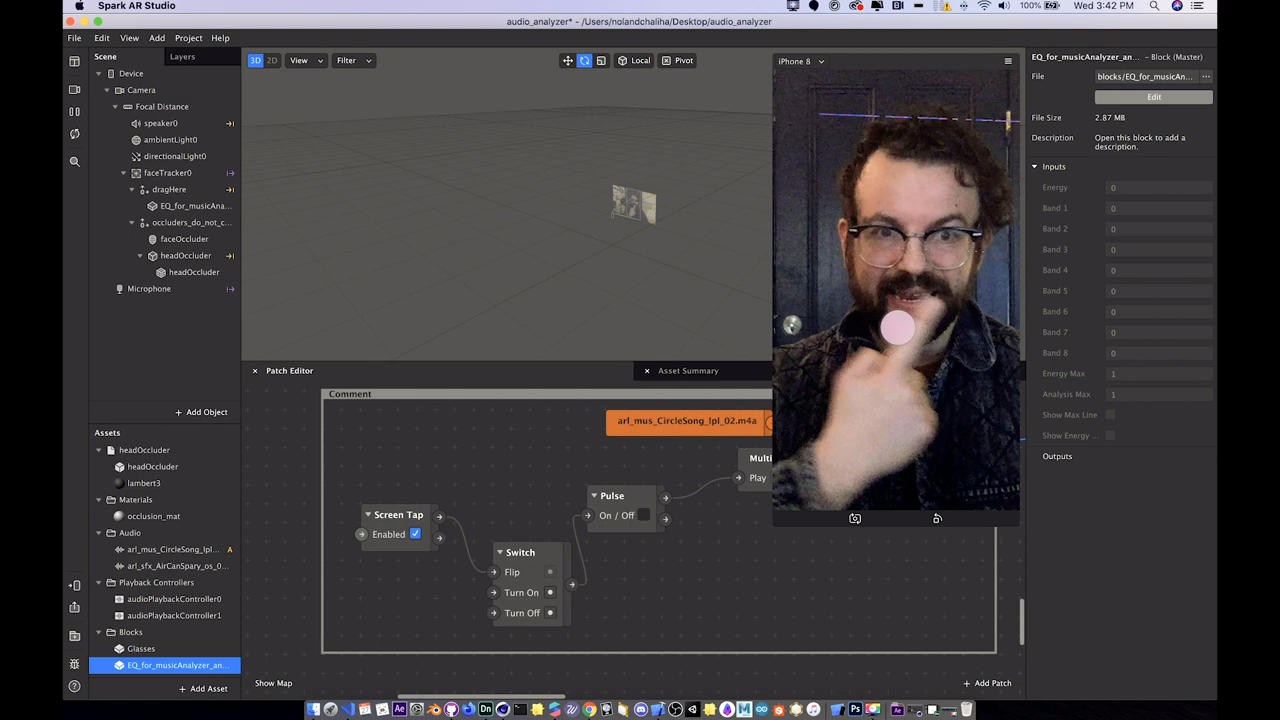 Spark AR Studio
100%
Wed 3:42 PM
audio_analyzer* - /Users/nolandchaliha/Desktop/audio_analyzer
File Edit View Add Project Help
Scene
Layers
Device
Camera
Focal Distance
speaker0
ambientLight0
directionalLight0
faceTracker0
dragHere
EQ_for_musicAna...
occluders_do_not_c...
faceOccluder
headOccluder
headOccluder
Microphone
+ Add Object
Assets
headOccluder
headOccluder
lambert3
Materials
occlusion_mat
Audio
arl_mus_CircleSong_lpl... A
arl_sfx_AirCanSpary_os_0...
Playback Controllers
audioPlaybackController0
audioPlaybackController1
Blocks
Glasses
EQ_for_musicAnalyzer_an...
+ Add Asset
3D 2D View Filter Local Pivot
iPhone 8
× Patch Editor
× Asset Summary
Comment
arl_mus_CircleSong_lpl_02.m4a
Multi
Play
Pulse
On / Off
Screen Tap
Enabled
Switch
Flip
Turn On
Turn Off
Show Map
+ Add Patch
EQ_for_musicAnalyzer_an... – Block (Master)
File blocks/EQ_for_musicAn... ...
Edit
File Size 2.87 MB
Description Open this block to add a
description.
Inputs
Energy 0
Band 1 0
Band 2 0
Band 3 0
Band 4 0
Band 5 0
Band 6 0
Band 7 0
Band 8 0
Energy Max 1
Analysis Max 1
Show Max Line
Show Energy ...
Outputs